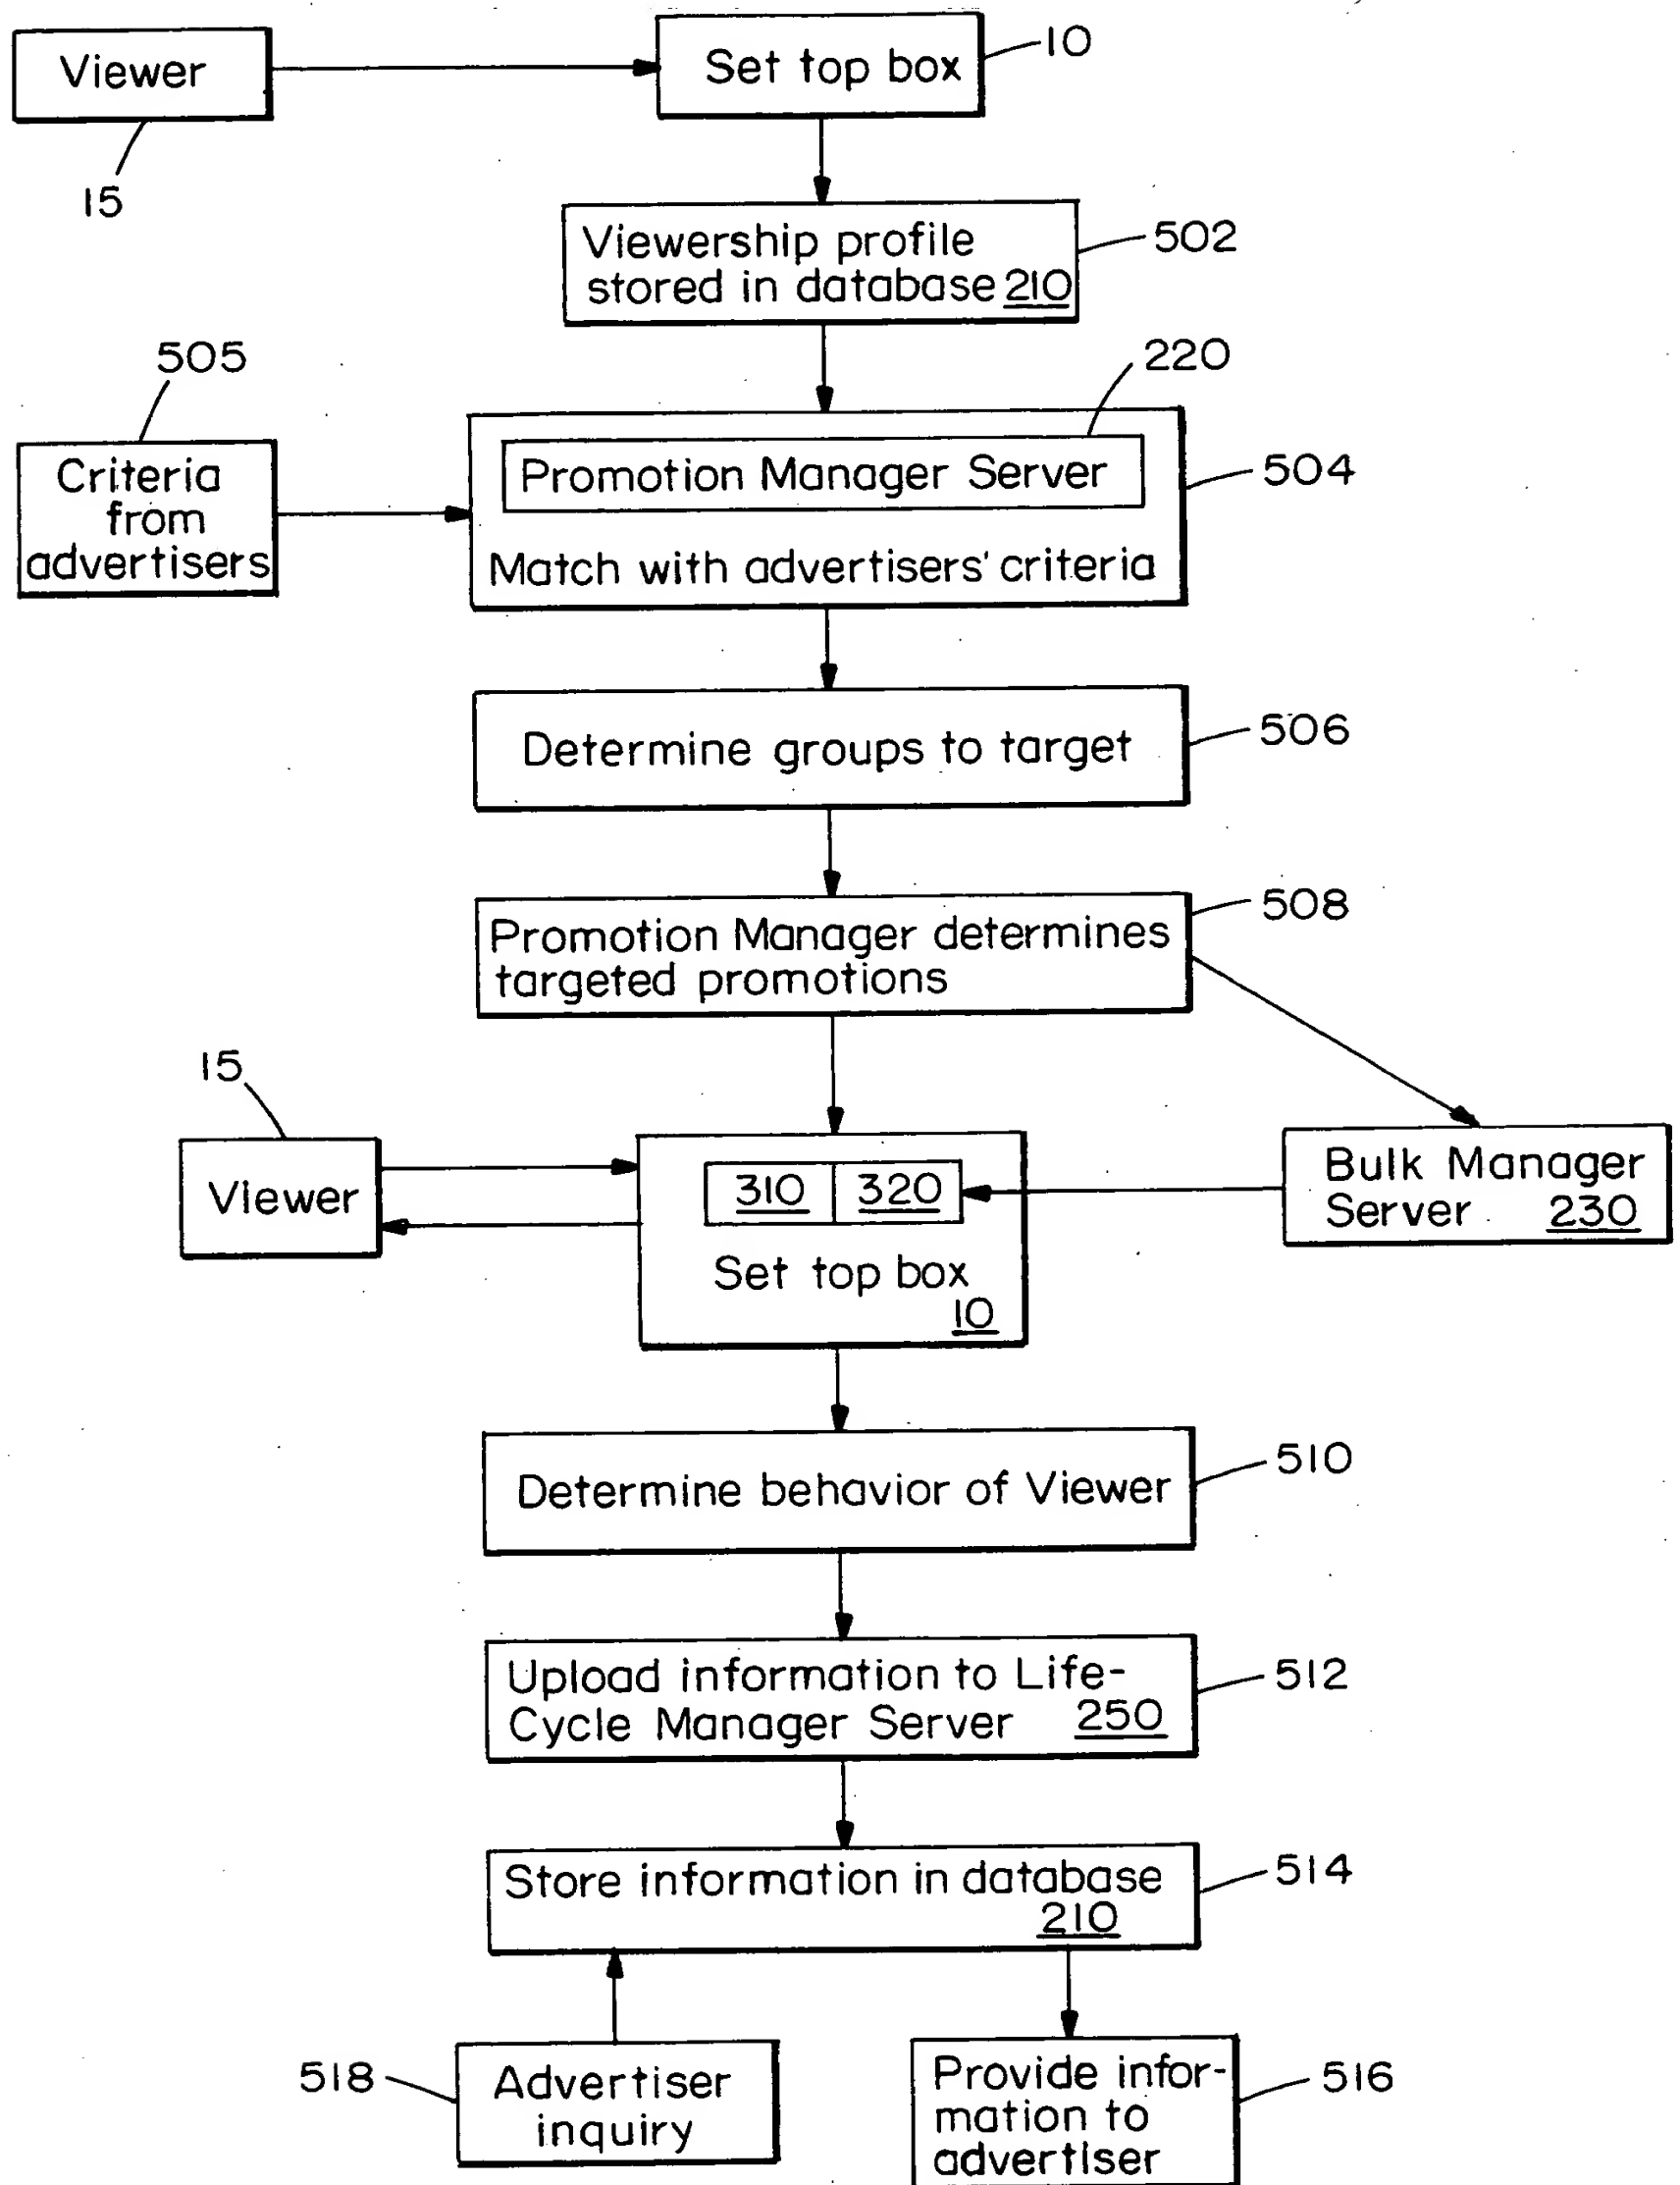 Viewer
Set top box
10
15
Viewership profile
stored in database 210
502
505
220
Criteria
from
advertisers
Promotion Manager Server
504
Match with advertisers' criteria
Determine groups to target
506
Promotion Manager determines
targeted promotions
508
15
Viewer
310 320
Set top box
10
Bulk Manager
Server 230
Determine behavior of Viewer
510
Upload information to Life-
Cycle Manager Server 250
512
Store information in database
210
514
518
Advertiser
inquiry
Provide infor-
mation to
advertiser
516